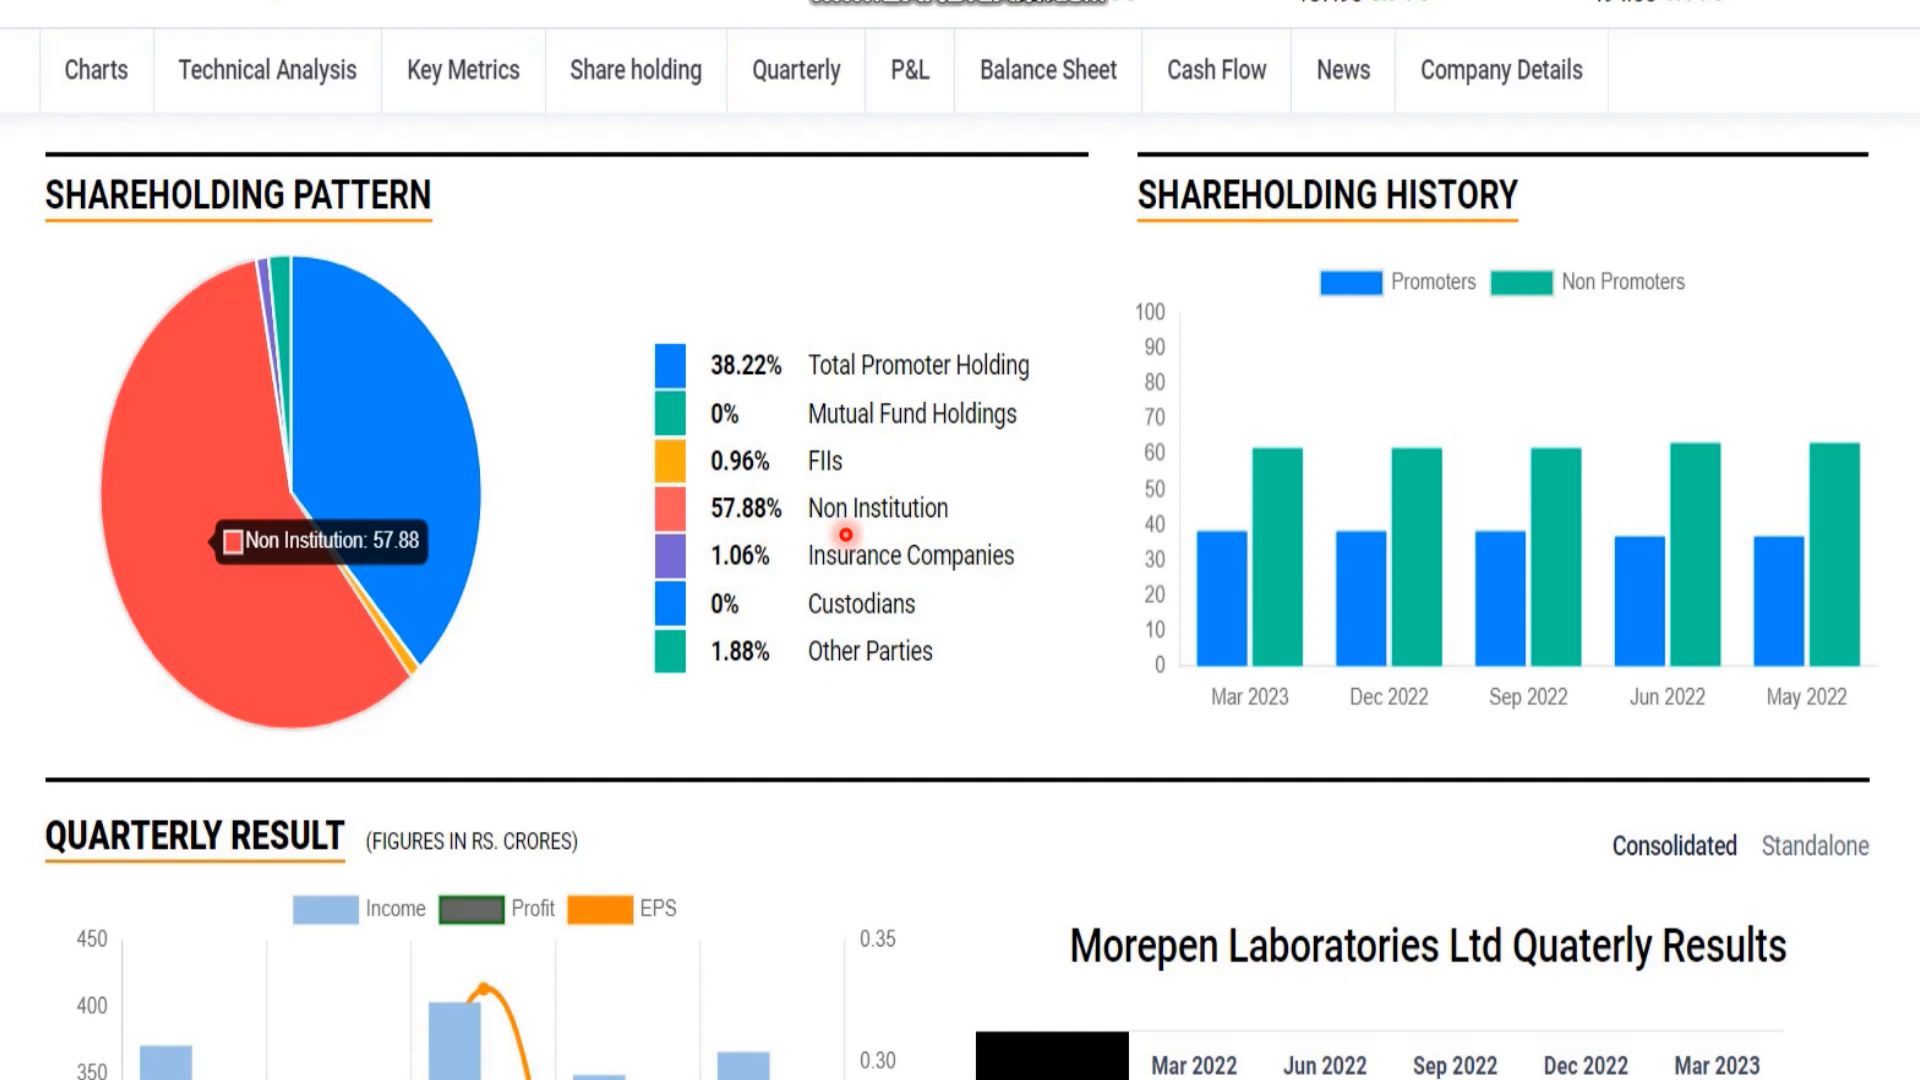 Charts
Technical Analysis
Key Metrics
Share holding
Quarterly
P&L
Balance Sheet
Cash Flow
News
Company Details
SHAREHOLDING PATTERN
Non Institution: 57.88
38.22% Total Promoter Holding
0% Mutual Fund Holdings
0.96% FIIs
57.88% Non Institution
1.06% Insurance Companies
0% Custodians
1.88% Other Parties
SHAREHOLDING HISTORY
Promoters
Non Promoters
100
90
80
70
60
50
40
30
20
10
0
Mar 2023
Dec 2022
Sep 2022
Jun 2022
May 2022
QUARTERLY RESULT (FIGURES IN RS. CRORES)
Consolidated
Standalone
Income
Profit
EPS
450
400
350
0.35
0.30
Morepen Laboratories Ltd Quaterly Results
Mar 2022
Jun 2022
Sep 2022
Dec 2022
Mar 2023